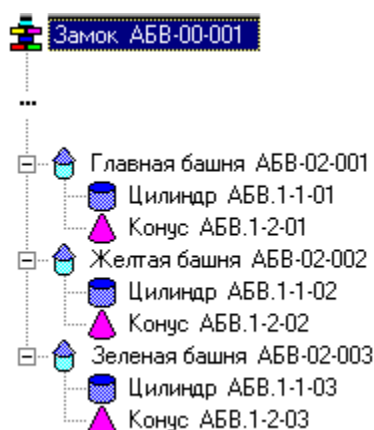 Замок АБВ-00-001
...
Главная башня АБВ-02-001
Цилиндр АБВ.1-1-01
Конус АБВ.1-2-01
Желтая башня АБВ-02-002
Цилиндр АБВ.1-1-02
Конус АБВ.1-2-02
Зеленая башня АБВ-02-003
Цилиндр АБВ.1-1-03
Конус АБВ.1-2-03